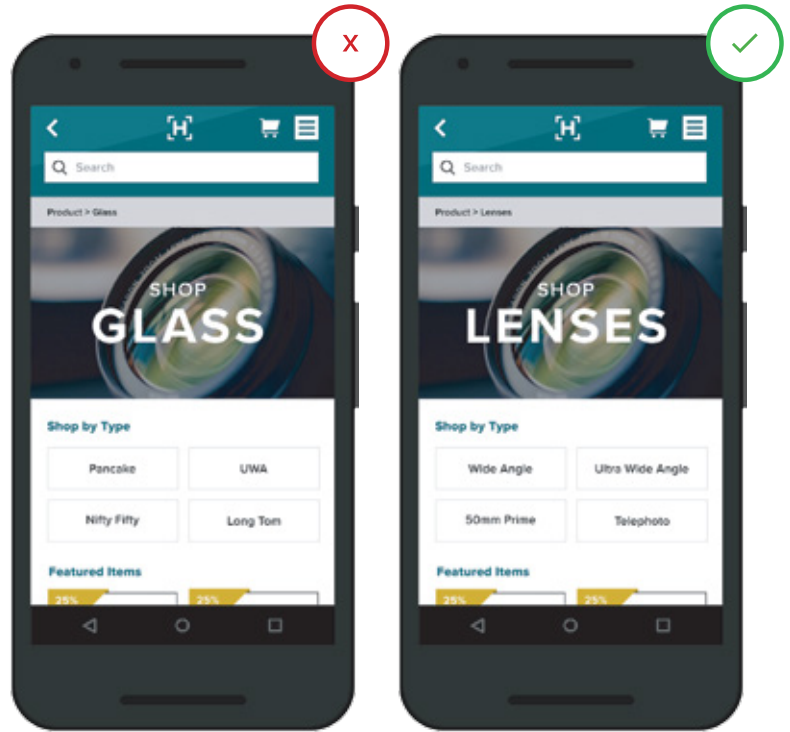 X
H
Search
Product > Glass
SHOP
GLASS
Shop by Type
Pancake UWA
Nifty Fifty Long Tom
Featured Items
25% 25%
H
Search
Product > Lenses
SHOP
LENSES
Shop by Type
Wide Angle Ultra Wide Angle
50mm Prime Telephoto
Featured Items
25% 25%